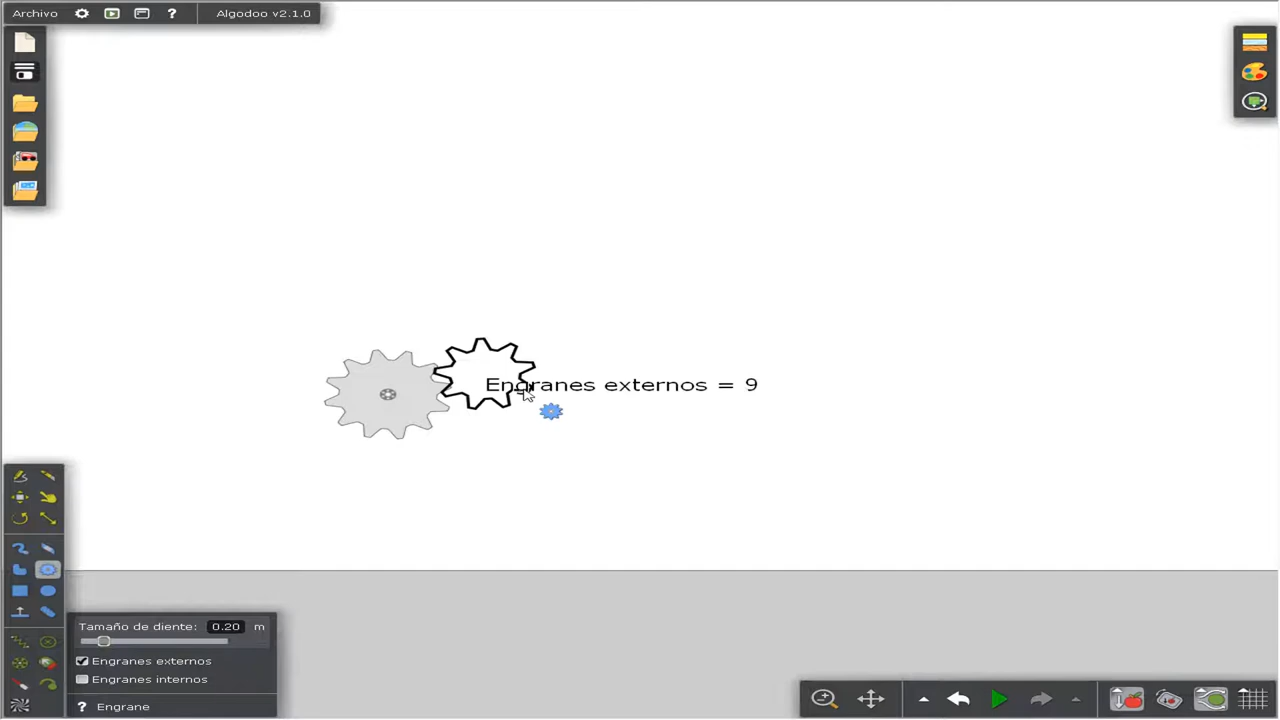 Archivo ? Algodoo v2.1.0
Engranes externos = 9
Tamaño de diente: 0.20 m
Engranes externos
Engranes internos
? Engrane